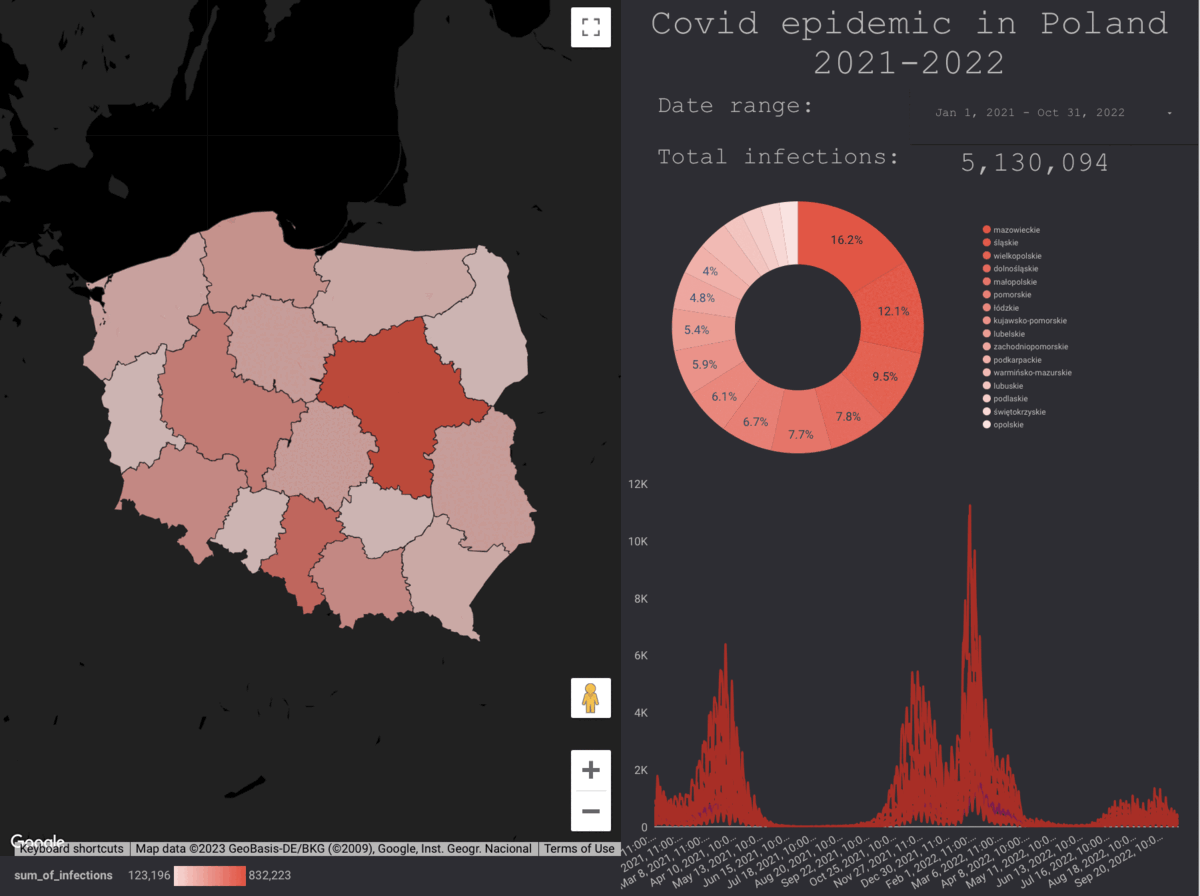 Covid epidemic in Poland
2021-2022
Date range:
Jan 1, 2021 - Oct 31, 2022
Total infections:
5,130,094
16.2%
12.1%
9.5%
7.8%
7.7%
6.7%
6.1%
5.9%
5.4%
4.8%
4%
mazowieckie
śląskie
wielkopolskie
dolnośląskie
małopolskie
pomorskie
łódzkie
kujawsko-pomorskie
lubelskie
zachodniopomorskie
podkarpackie
warmińsko-mazurskie
lubuskie
podlaskie
świętokrzyskie
opolskie
12K
10K
8K
6K
4K
2K
0
Mar 8, 2021, 11:00…
Apr 10, 2021, 10:0…
May 13, 2021, 10:0…
Jun 15, 2021, 10:0…
Jul 18, 2021, 10:00…
Aug 20, 2021, 10:0…
Sep 22, 2021, 10:0…
Oct 25, 2021, 10:0…
Nov 27, 2021, 11:0…
Dec 30, 2021, 11:0…
Feb 1, 2022, 11:00…
Mar 6, 2022, 11:00…
Apr 8, 2022, 10:00…
May 11, 2022, 10:0…
Jun 13, 2022, 10:0…
Jul 16, 2022, 10:00…
Aug 18, 2022, 10:0…
Sep 20, 2022, 10:0…
Google
Keyboard shortcuts
Map data ©2023 GeoBasis-DE/BKG (©2009), Google, Inst. Geogr. Nacional
Terms of Use
sum_of_infections
123,196
832,223